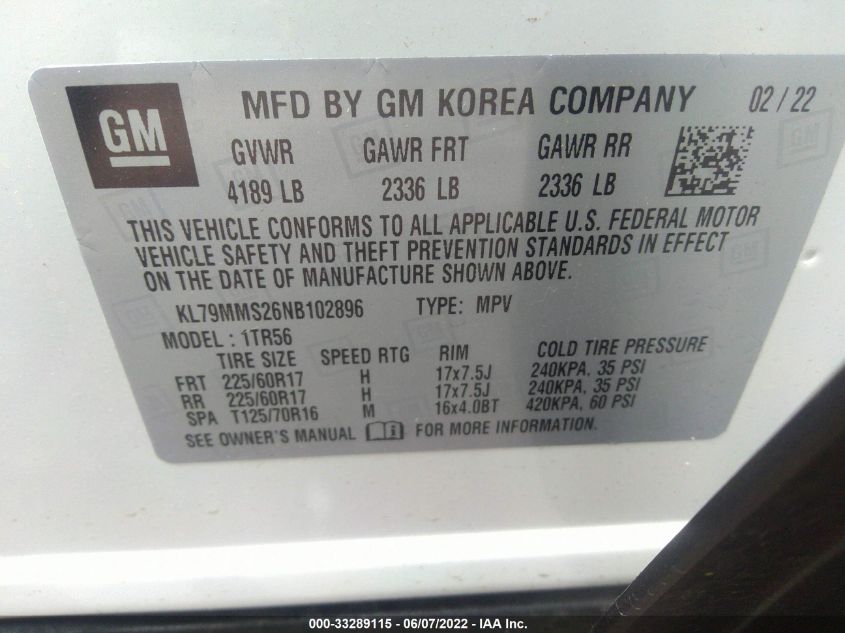 GM
MFD BY GM KOREA COMPANY 02 / 22
GVWR GAWR FRT GAWR RR
4189 LB 2336 LB 2336 LB
THIS VEHICLE CONFORMS TO ALL APPLICABLE U.S. FEDERAL MOTOR
VEHICLE SAFETY AND THEFT PREVENTION STANDARDS IN EFFECT
ON THE DATE OF MANUFACTURE SHOWN ABOVE.
KL79MMS26NB102896 TYPE: MPV
MODEL : 1TR56
TIRE SIZE SPEED RTG RIM COLD TIRE PRESSURE
FRT 225/60R17 H 17x7.5J 240KPA, 35 PSI
RR 225/60R17 H 17x7.5J 240KPA, 35 PSI
SPA T125/70R16 M 16x4.0BT 420KPA, 60 PSI
SEE OWNER'S MANUAL FOR MORE INFORMATION.
000-33289115 - 06/07/2022 - IAA Inc.